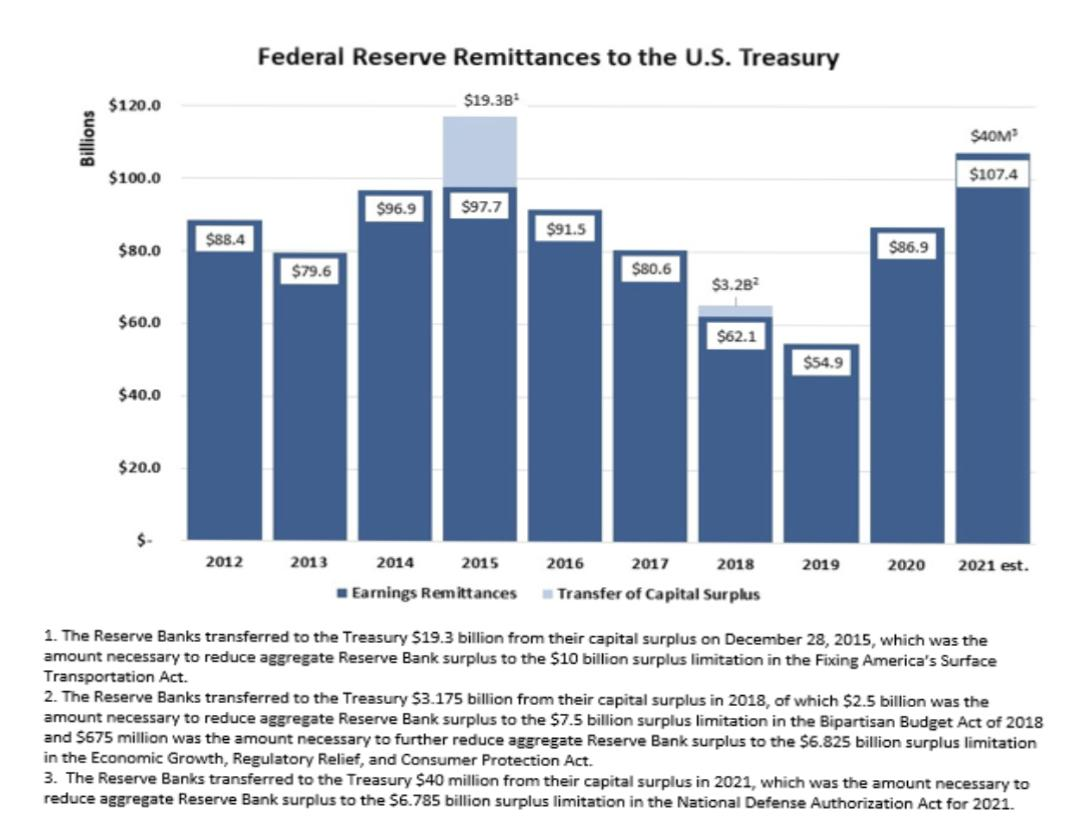 Federal Reserve Remittances to the U.S. Treasury
Billions
$120.0
$100.0
$80.0
$60.0
$40.0
$20.0
$-
$88.4
$79.6
$96.9
$19.3B¹
$97.7
$91.5
$80.6
$3.2B²
$62.1
$54.9
$86.9
$40M³
$107.4
2012 2013 2014 2015 2016 2017 2018 2019 2020 2021 est.
Earnings Remittances Transfer of Capital Surplus
1. The Reserve Banks transferred to the Treasury $19.3 billion from their capital surplus on December 28, 2015, which was the
amount necessary to reduce aggregate Reserve Bank surplus to the $10 billion surplus limitation in the Fixing America's Surface
Transportation Act.
2. The Reserve Banks transferred to the Treasury $3.175 billion from their capital surplus in 2018, of which $2.5 billion was the
amount necessary to reduce aggregate Reserve Bank surplus to the $7.5 billion surplus limitation in the Bipartisan Budget Act of 2018
and $675 million was the amount necessary to further reduce aggregate Reserve Bank surplus to the $6.825 billion surplus limitation
in the Economic Growth, Regulatory Relief, and Consumer Protection Act.
3. The Reserve Banks transferred to the Treasury $40 million from their capital surplus in 2021, which was the amount necessary to
reduce aggregate Reserve Bank surplus to the $6.785 billion surplus limitation in the National Defense Authorization Act for 2021.